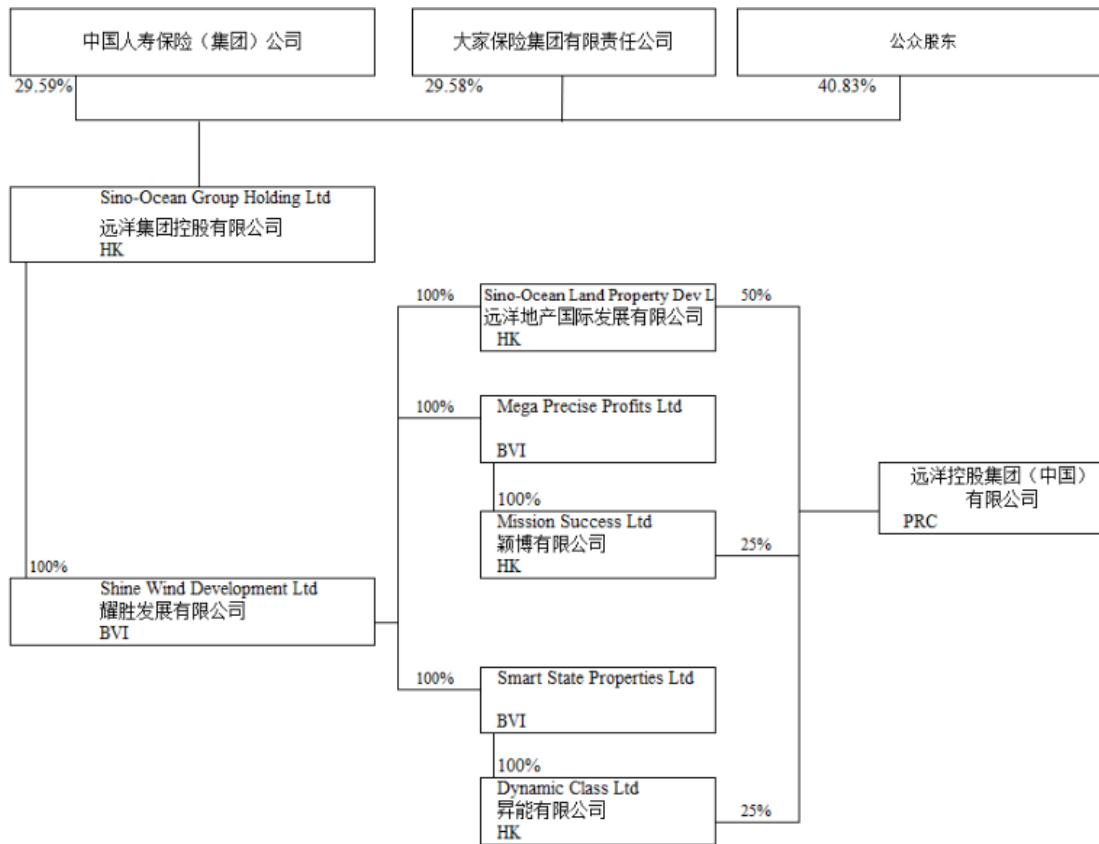 中国人寿保险（集团）公司
大家保险集团有限责任公司
公众股东
29.59%
29.58%
40.83%
Sino-Ocean Group Holding Ltd
远洋集团控股有限公司
HK
100%
Sino-Ocean Land Property Dev L
50%
远洋地产国际发展有限公司
HK
100%
Mega Precise Profits Ltd
BVI
100%
Mission Success Ltd
颖博有限公司
HK
25%
远洋控股集团（中国）
有限公司
PRC
100%
Shine Wind Development Ltd
耀胜发展有限公司
BVI
100%
Smart State Properties Ltd
BVI
100%
Dynamic Class Ltd
昇能有限公司
HK
25%